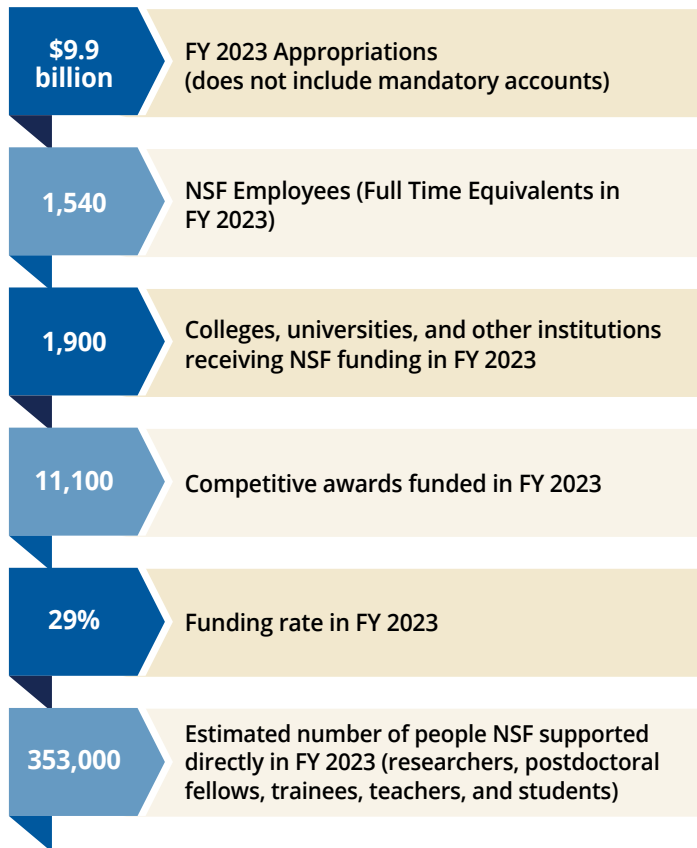 $9.9
billion
FY 2023 Appropriations
(does not include mandatory accounts)
1,540
NSF Employees (Full Time Equivalents in
FY 2023)
1,900
Colleges, universities, and other institutions
receiving NSF funding in FY 2023
11,100
Competitive awards funded in FY 2023
29%
Funding rate in FY 2023
353,000
Estimated number of people NSF supported
directly in FY 2023 (researchers, postdoctoral
fellows, trainees, teachers, and students)